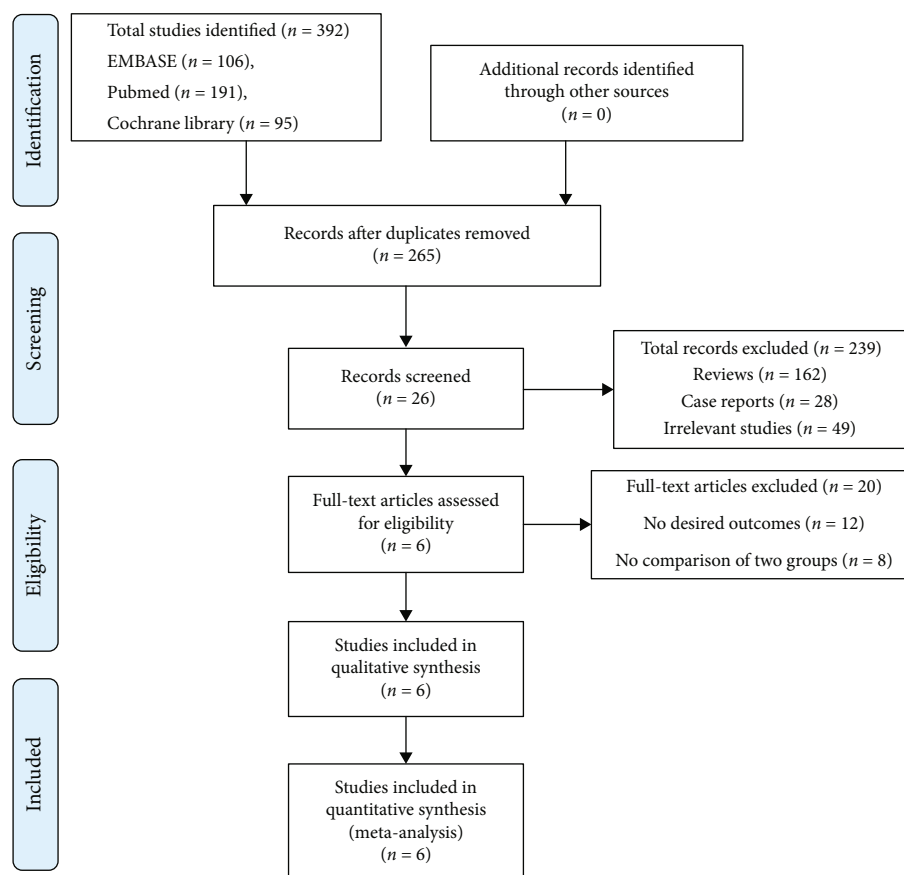 Identification
Total studies identified (n = 392)
EMBASE (n = 106),
Pubmed (n = 191),
Cochrane library (n = 95)
Additional records identified
through other sources
(n = 0)
Records after duplicates removed
(n = 265)
Screening
Records screened
(n = 26)
Total records excluded (n = 239)
Reviews (n = 162)
Case reports (n = 28)
Irrelevant studies (n = 49)
Eligibility
Full-text articles assessed
for eligibility
(n = 6)
Full-text articles excluded (n = 20)
No desired outcomes (n = 12)
No comparison of two groups (n = 8)
Studies included in
qualitative synthesis
(n = 6)
Included
Studies included in
quantitative synthesis
(meta-analysis)
(n = 6)